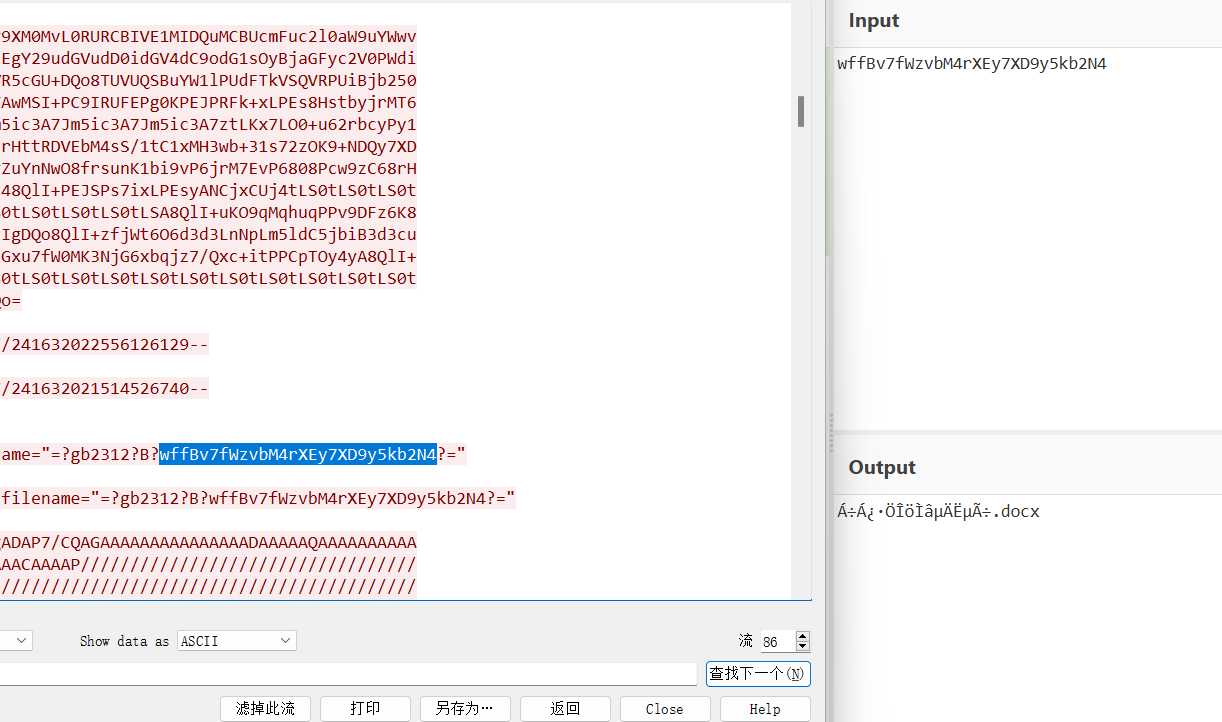 9XM0MvL0RURCBIVE1MIDQuMCBUcmFuc2l0aW9uYWwv
EgY29udGVudD0idGV4dC9odG1sOyBjaGFyc2V0PWdi
R5cGU+DQo8TUVUQSBuYW1lPUdFTkVSQVRPUiBjb250
AwMSI+PC9IRUFEPg0KPEJPRFk+xLPEs8HstbyjrMT6
5ic3A7Jm5ic3A7Jm5ic3A7ztLKx7LO0+u62rbcyPy1
rHttRDVEbM4sS/1tC1xMH3wb+31s72zOK9+NDQy7XD
ZuYnNwO8frsunK1bi9vP6jrM7EvP6808Pcw9zC68rH
48QlI+PEJSPs7ixLPEsyANCjxCUj4tLS0tLS0tLS0t
0tLS0tLS0tLS0tLSA8QlI+uKO9qMqhuqPPv9DFz6K8
IgDQo8QlI+zfjWt6O6d3d3LnNpLm5ldC5jbiB3d3cu
Gxu7fW0MK3NjG6xbqjz7/Qxc+itPPCpTOy4yA8QlI+
0tLS0tLS0tLS0tLS0tLS0tLS0tLS0tLS0tLS0tLS0t
o=
/241632022556126129--
/241632021514526740--
ame="=?gb2312?B?wffBv7fWzvbM4rXEy7XD9y5kb2N4?="
filename="=?gb2312?B?wffBv7fWzvbM4rXEy7XD9y5kb2N4?="
ADAP7/CQAGAAAAAAAAAAAAAAADAAAAAQAAAAAAAAAA
AACAAAAP//////////////////////////////////
//////////////////////////////////////////
Show data as ASCII 流 86
查找下一个(N)
滤掉此流 打印 另存为… 返回 Close Help
Input
wffBv7fWzvbM4rXEy7XD9y5kb2N4
Output
Á÷Á¿·ÖÎöÌâµÄËµÃ÷.docx